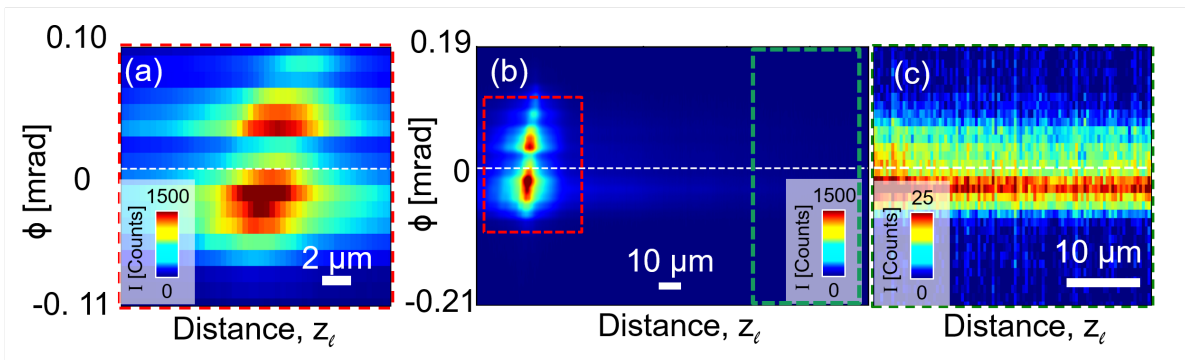 0.10
(a)
ϕ [mrad]
0
-0. 11
1500
I [Counts]
0
2 μm
Distance, zℓ
0.19
(b)
ϕ [mrad]
0
-0.21
10 μm
1500
I [Counts]
0
Distance, zℓ
(c)
25
I [Counts]
0
10 μm
Distance, zℓ